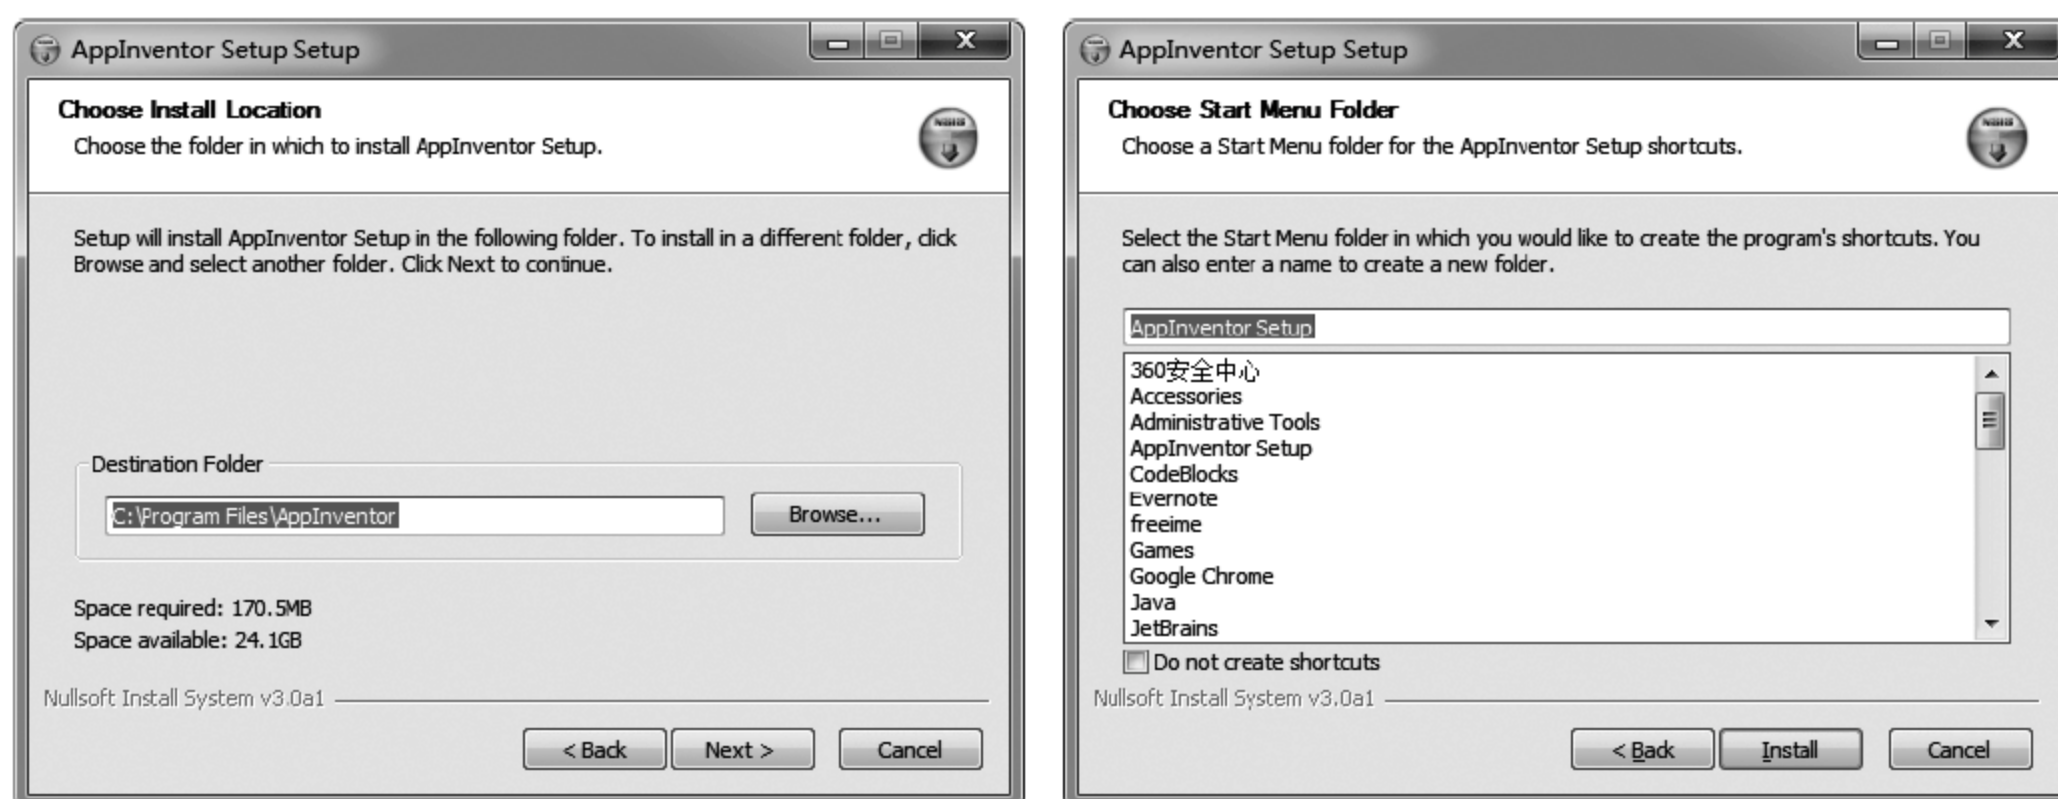 AppInventor Setup Setup
Choose Install Location
Choose the folder in which to install AppInventor Setup.
Setup will install AppInventor Setup in the following folder. To install in a different folder, click
Browse and select another folder. Click Next to continue.
Destination Folder
C:\Program Files\AppInventor
Browse...
Space required: 170.5MB
Space available: 24.1GB
Nullsoft Install System v3.0a1
< Back
Next >
Cancel
AppInventor Setup Setup
Choose Start Menu Folder
Choose a Start Menu folder for the AppInventor Setup shortcuts.
Select the Start Menu folder in which you would like to create the program's shortcuts. You
can also enter a name to create a new folder.
AppInventor Setup
360安全中心
Accessories
Administrative Tools
AppInventor Setup
CodeBlocks
Evernote
freeime
Games
Google Chrome
Java
JetBrains
Do not create shortcuts
Nullsoft Install System v3.0a1
< Back
Install
Cancel